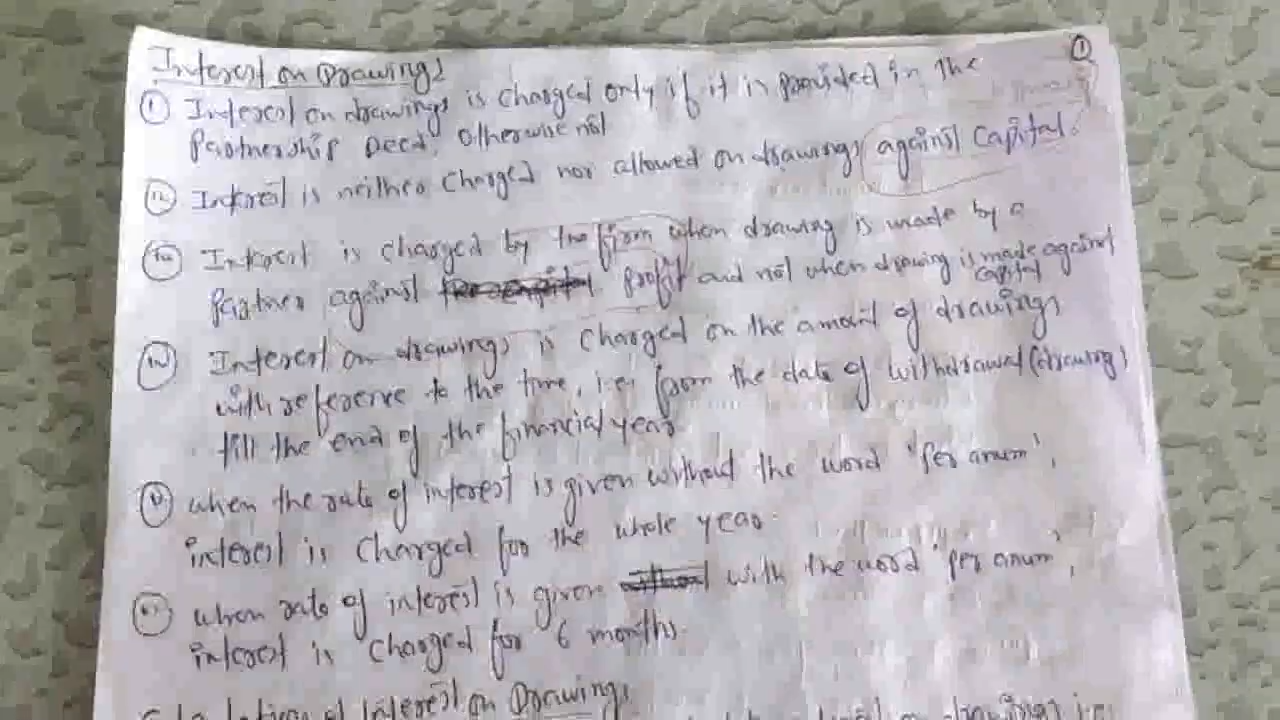 ①
Interest on Drawings
(i) Interest on drawings is charged only if it is provided in the
Partnership Deed, otherwise not
(ii) Interest is neither charged nor allowed on drawings against capital.
(iii) Interest is charged by the firm when drawing is made by a
Partner against profit and not when drawing is made against
capital
(iv) Interest on drawings is charged on the amount of drawings
with reference to the time, i.e. from the date of withdrawal (drawing)
till the end of the financial year
(v) when the rate of interest is given without the word 'per anum',
interest is charged for the whole year.
(vi) when rate of interest is given with the word 'per anum',
interest is charged for 6 months.
Calculation of Interest on Drawings